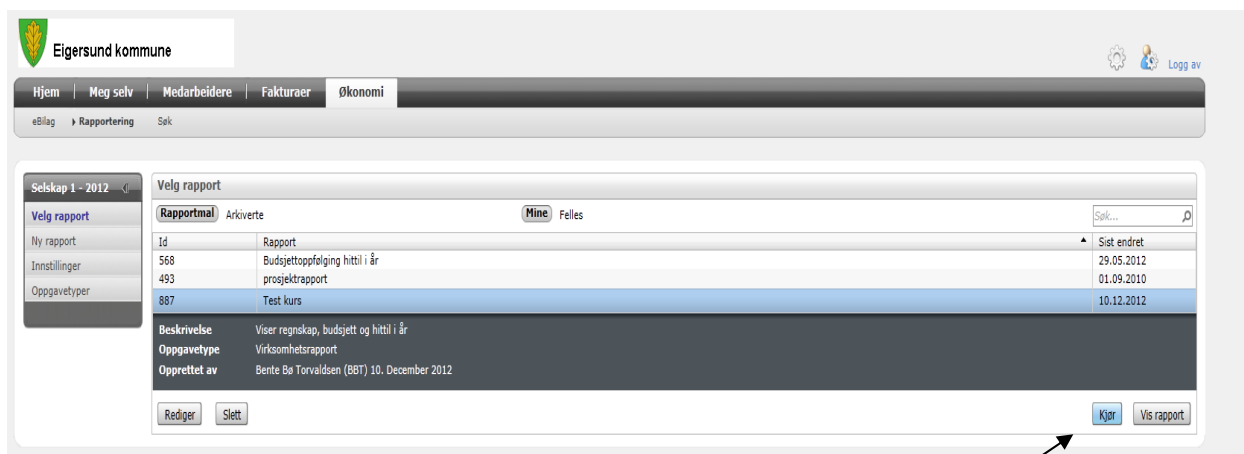 Eigersund kommune
Logg av
Hjem | Meg selv | Medarbeidere | Fakturaer Økonomi
eBilag Rapportering Søk
Selskap 1 - 2012
Velg rapport
Ny rapport
Innstillinger
Oppgavetyper
Velg rapport
Rapportmal Arkiverte Mine Felles Søk...
Id Rapport Sist endret
568 Budsjettoppfølging hittil i år 29.05.2012
493 prosjektrapport 01.09.2010
887 Test kurs 10.12.2012
Beskrivelse Viser regnskap, budsjett og hittil i år
Oppgavetype Virksomhetsrapport
Opprettet av Bente Bø Torvaldsen (BBT) 10. December 2012
Rediger Slett Kjør Vis rapport